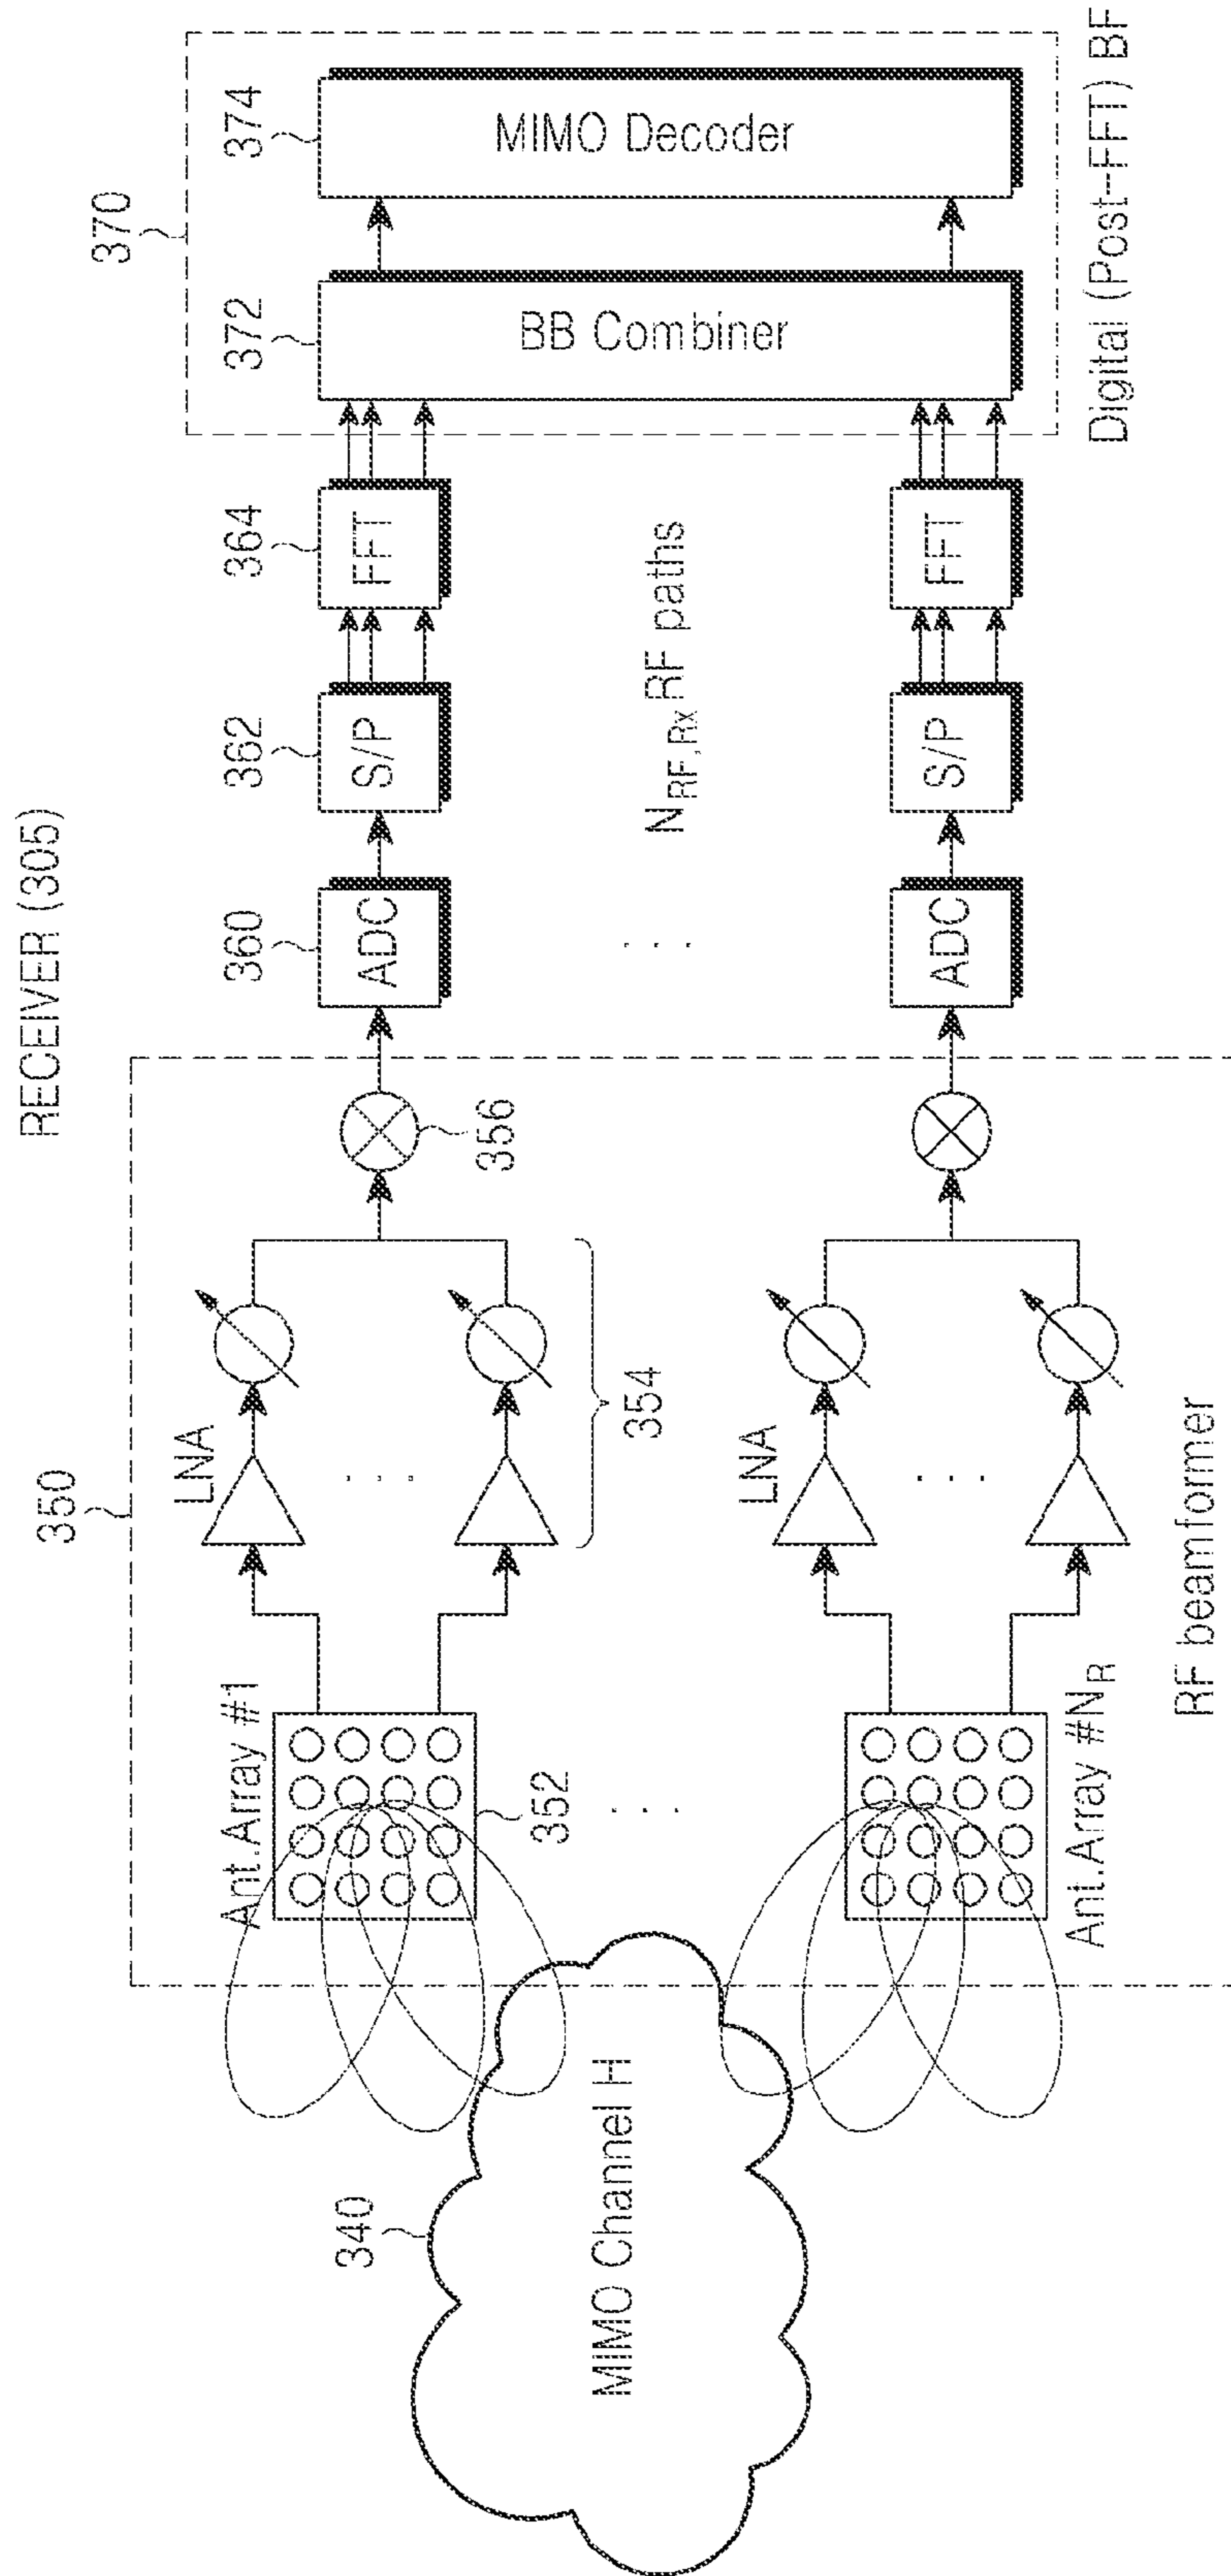 RECEIVER (305)
350
370
360
362
364
372
374
Ant.Array #1
LNA
ADC
S/P
FFT
BB Combiner
MIMO Decoder
352
354
356
340
MIMO Channel H
. . .
. . .
. . .
N_RF,Rx RF paths
LNA
. . .
ADC
S/P
FFT
Ant.Array #N_R
RF beamformer
Digital (Post-FFT) BF